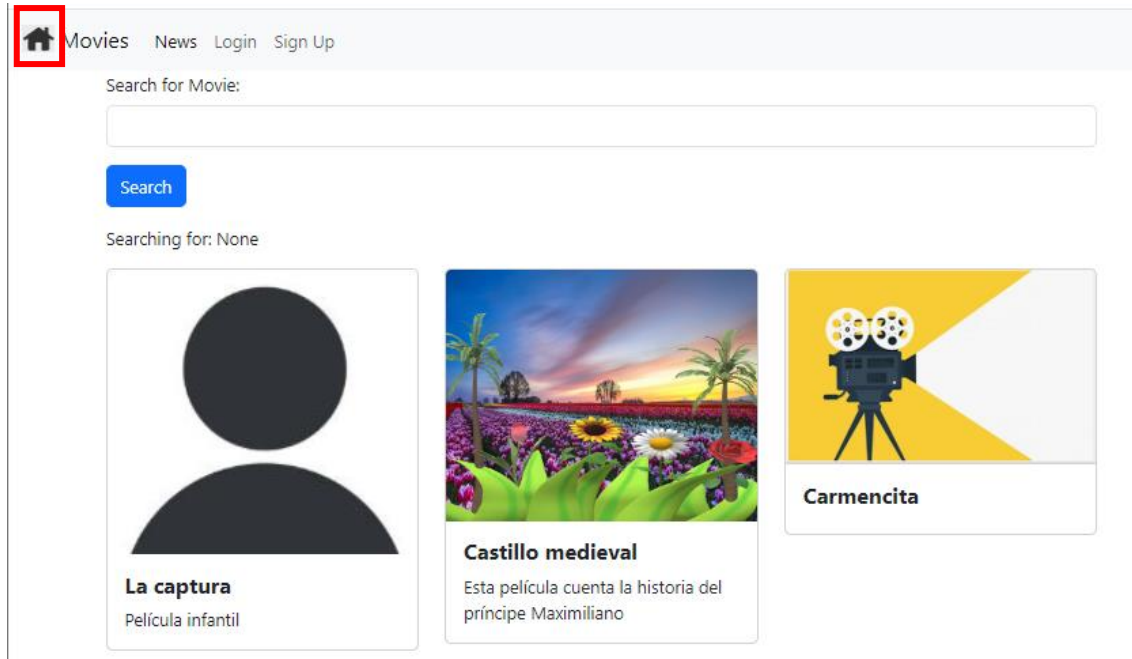 Movies News Login Sign Up
Search for Movie:
Search
Searching for: None
La captura
Película infantil
Castillo medieval
Esta película cuenta la historia del
príncipe Maximiliano
Carmencita